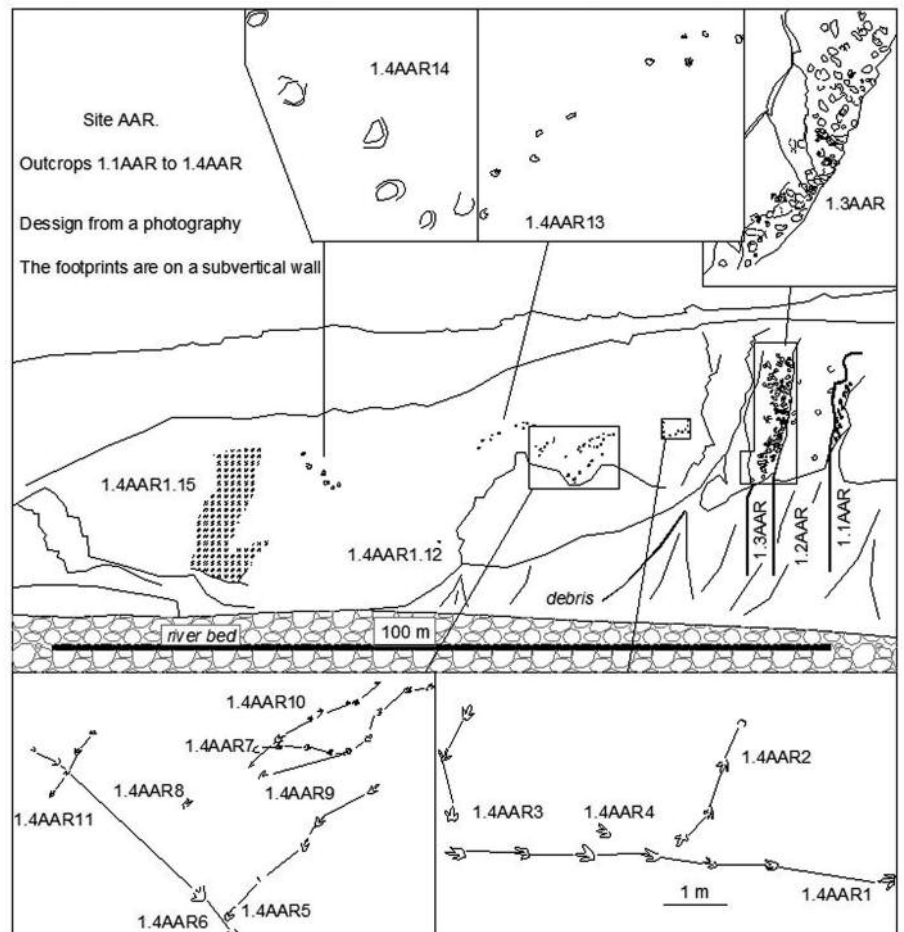 1.4AAR14
Site AAR.
Outcrops 1.1AAR to 1.4AAR
1.3AAR
1.4AAR13
Dessign from a photography
The footprints are on a subvertical wall
1.4AAR1.15
1.3AAR
1.2AAR
1.1AAR
1.4AAR1.12
debris
river bed
100 m
1.4AAR10
1.4AAR7
1.4AAR8
1.4AAR9
1.4AAR11
1.4AAR6
1.4AAR5
1.4AAR2
1.4AAR3
1.4AAR4
1 m
1.4AAR1